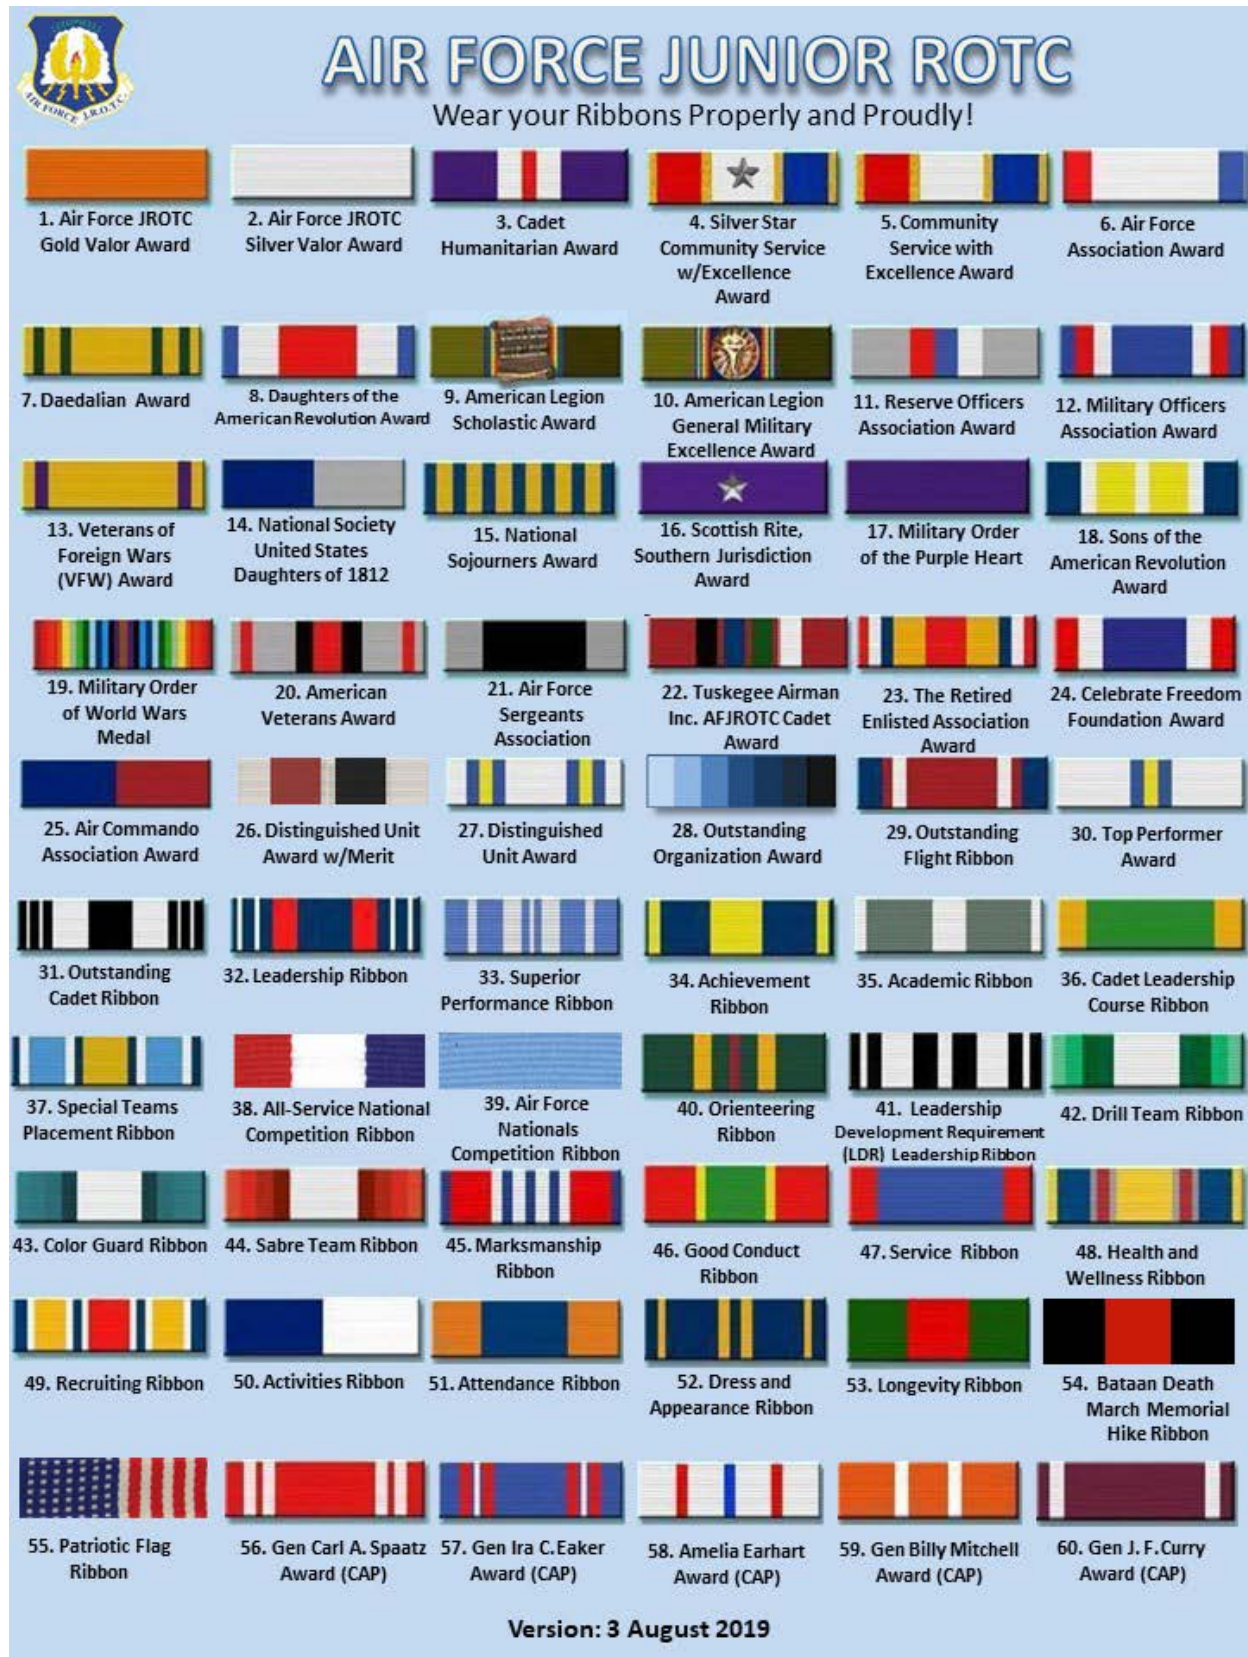 AIR FORCE JUNIOR ROTC
Wear your Ribbons Properly and Proudly!
AIR FORCE J.R.O.T.C.
1. Air Force JROTC
Gold Valor Award
2. Air Force JROTC
Silver Valor Award
3. Cadet
Humanitarian Award
4. Silver Star
Community Service
w/Excellence
Award
5. Community
Service with
Excellence Award
6. Air Force
Association Award
7. Daedalian Award
8. Daughters of the
American Revolution Award
9. American Legion
Scholastic Award
10. American Legion
General Military
Excellence Award
11. Reserve Officers
Association Award
12. Military Officers
Association Award
13. Veterans of
Foreign Wars
(VFW) Award
14. National Society
United States
Daughters of 1812
15. National
Sojourners Award
16. Scottish Rite,
Southern Jurisdiction
Award
17. Military Order
of the Purple Heart
18. Sons of the
American Revolution
Award
19. Military Order
of World Wars
Medal
20. American
Veterans Award
21. Air Force
Sergeants
Association
22. Tuskegee Airman
Inc. AFJROTC Cadet
Award
23. The Retired
Enlisted Association
Award
24. Celebrate Freedom
Foundation Award
25. Air Commando
Association Award
26. Distinguished Unit
Award w/Merit
27. Distinguished
Unit Award
28. Outstanding
Organization Award
29. Outstanding
Flight Ribbon
30. Top Performer
Award
31. Outstanding
Cadet Ribbon
32. Leadership Ribbon
33. Superior
Performance Ribbon
34. Achievement
Ribbon
35. Academic Ribbon
36. Cadet Leadership
Course Ribbon
37. Special Teams
Placement Ribbon
38. All-Service National
Competition Ribbon
39. Air Force
Nationals
Competition Ribbon
40. Orienteering
Ribbon
41. Leadership
Development Requirement
(LDR) Leadership Ribbon
42. Drill Team Ribbon
43. Color Guard Ribbon
44. Sabre Team Ribbon
45. Marksmanship
Ribbon
46. Good Conduct
Ribbon
47. Service Ribbon
48. Health and
Wellness Ribbon
49. Recruiting Ribbon
50. Activities Ribbon
51. Attendance Ribbon
52. Dress and
Appearance Ribbon
53. Longevity Ribbon
54. Bataan Death
March Memorial
Hike Ribbon
55. Patriotic Flag
Ribbon
56. Gen Carl A. Spaatz
Award (CAP)
57. Gen Ira C. Eaker
Award (CAP)
58. Amelia Earhart
Award (CAP)
59. Gen Billy Mitchell
Award (CAP)
60. Gen J. F. Curry
Award (CAP)
Version: 3 August 2019